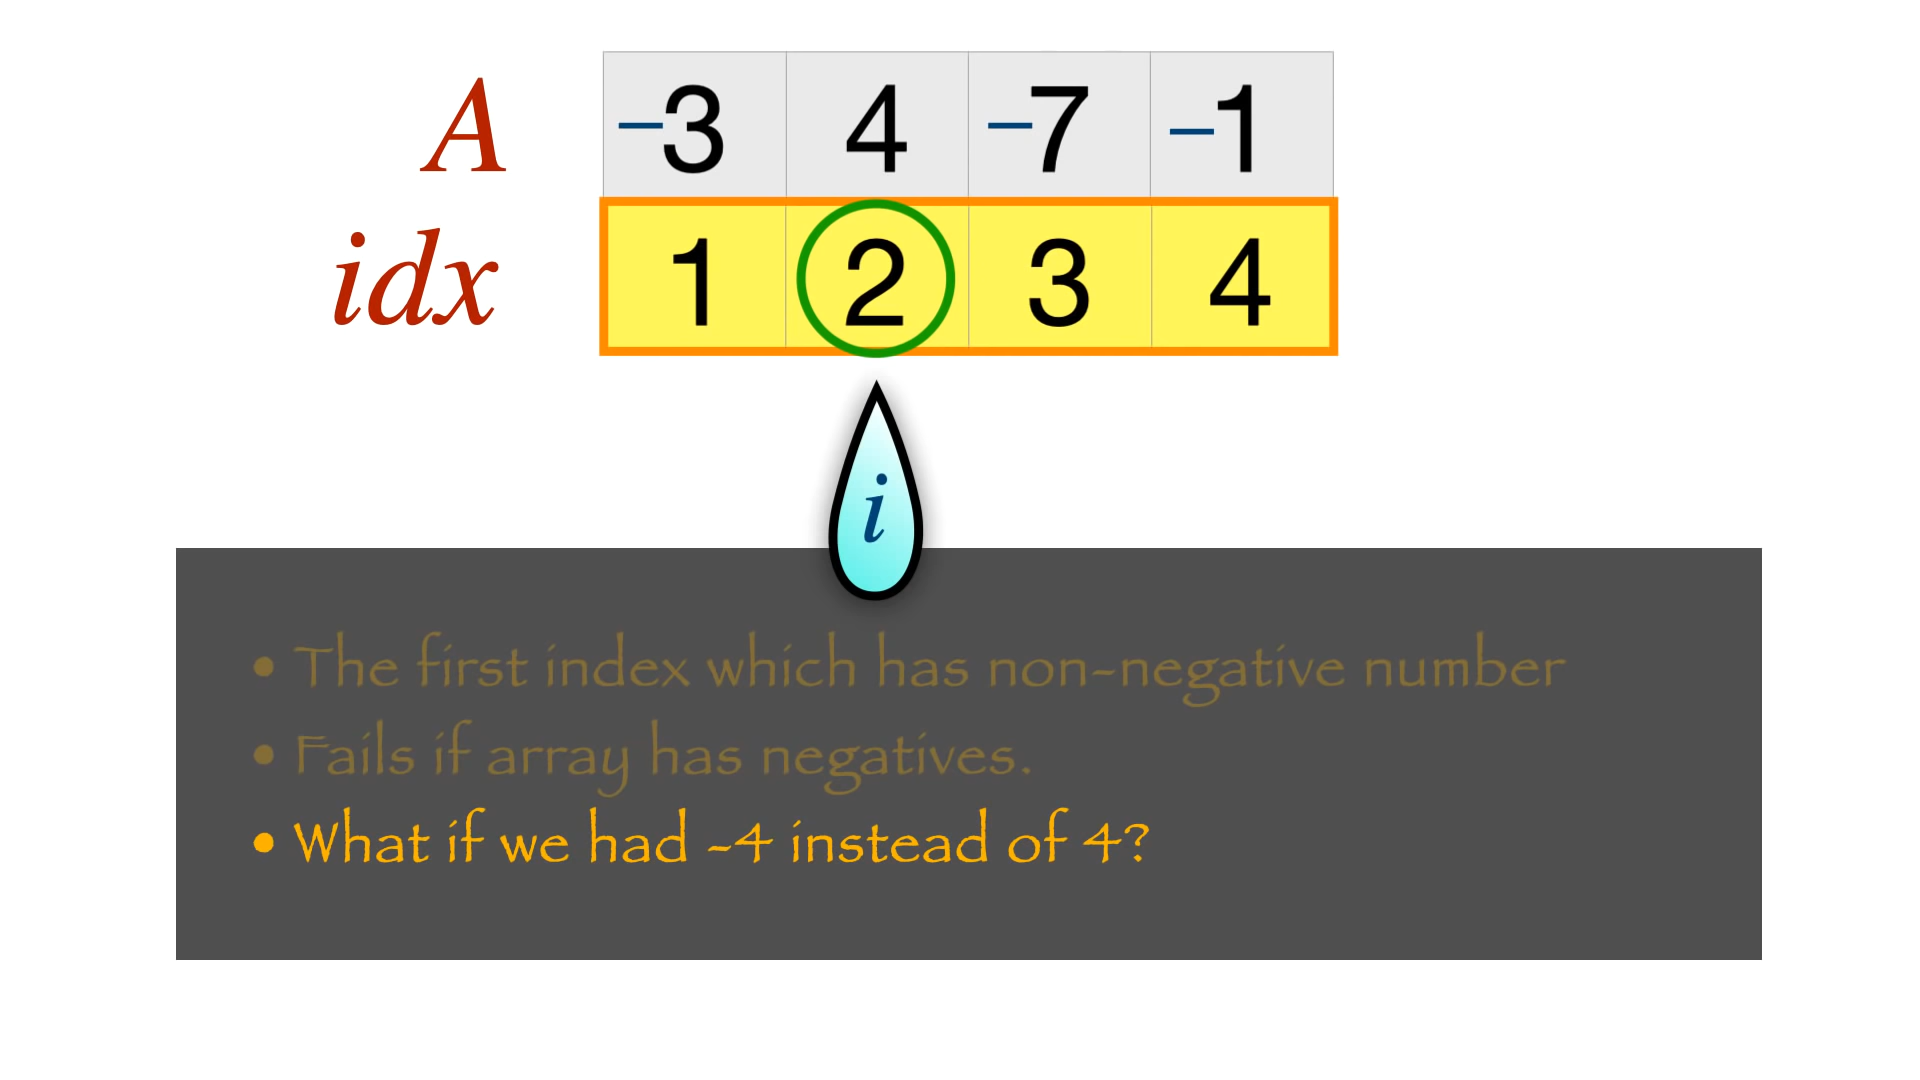 A –3 4 –7 –1
idx 1 2 3 4
i
• The first index which has non-negative number
• Fails if array has negatives.
• What if we had -4 instead of 4?